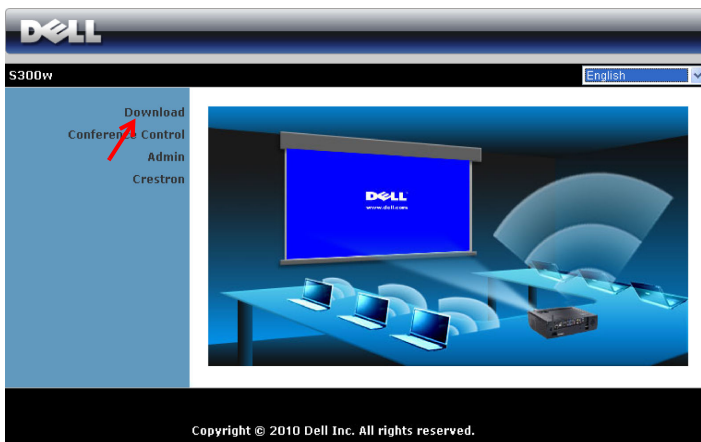 DELL
S300w
English
Download
Conference Control
Admin
Crestron
DELL
www.dell.com
Copyright © 2010 Dell Inc. All rights reserved.